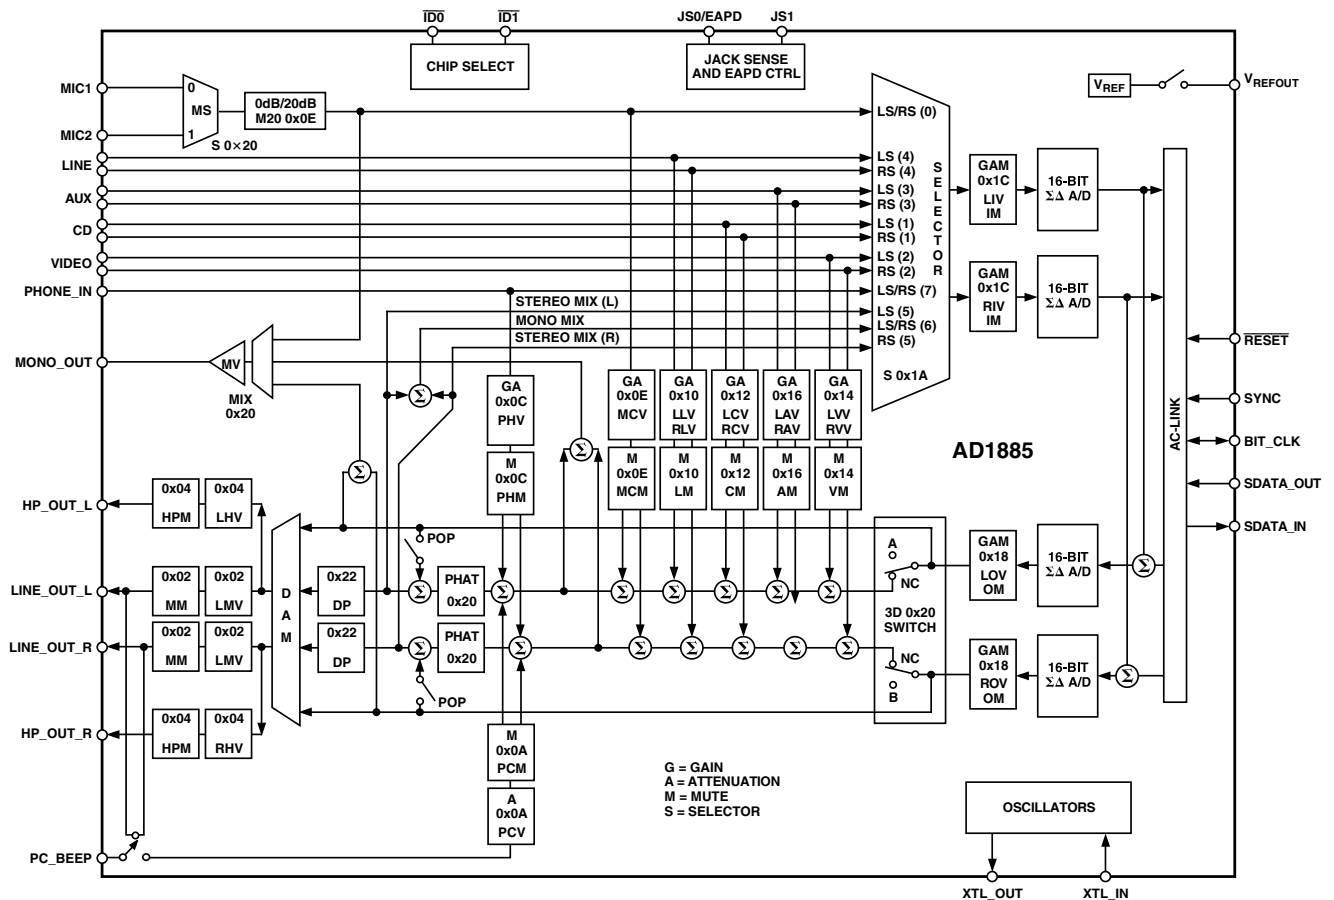 ID0 ID1 JS0/EAPD JS1
CHIP SELECT
JACK SENSE
AND EAPD CTRL
VREF
VREFOUT
MIC1
0
MS
1
S 0×20
0dB/20dB
M20 0x0E
MIC2
LINE
AUX
CD
VIDEO
PHONE_IN
LS/RS (0)
LS (4)
RS (4)
LS (3)
RS (3)
LS (1)
RS (1)
LS (2)
RS (2)
LS/RS (7)
LS (5)
LS/RS (6)
RS (5)
SELECTOR
S 0x1A
STEREO MIX (L)
MONO MIX
STEREO MIX (R)
GAM
0x1C
LIV
IM
16-BIT
ΣΔ A/D
GAM
0x1C
RIV
IM
16-BIT
ΣΔ A/D
AC-LINK
RESET
SYNC
BIT_CLK
SDATA_OUT
SDATA_IN
MONO_OUT
MV
MIX
0x20
Σ
Σ
Σ
GA
0x0C
PHV
M
0x0C
PHM
GA
0x0E
MCV
GA
0x10
LLV
RLV
GA
0x12
LCV
RCV
GA
0x16
LAV
RAV
GA
0x14
LVV
RVV
M
0x0E
MCM
M
0x10
LM
M
0x12
CM
M
0x16
AM
M
0x14
VM
AD1885
HP_OUT_L
0x04
HPM
0x04
LHV
DAM
POP
LINE_OUT_L
0x02
MM
0x02
LMV
0x22
DP
Σ
PHAT
0x20
Σ Σ Σ Σ Σ Σ
A
NC
3D 0x20
SWITCH
NC
B
GAM
0x18
LOV
OM
16-BIT
ΣΔ A/D
Σ
LINE_OUT_R
0x02
MM
0x02
LMV
0x22
DP
Σ
PHAT
0x20
Σ Σ Σ Σ Σ Σ
GAM
0x18
ROV
OM
16-BIT
ΣΔ A/D
Σ
POP
HP_OUT_R
0x04
HPM
0x04
RHV
M
0x0A
PCM
A
0x0A
PCV
PC_BEEP
G = GAIN
A = ATTENUATION
M = MUTE
S = SELECTOR
OSCILLATORS
XTL_OUT XTL_IN